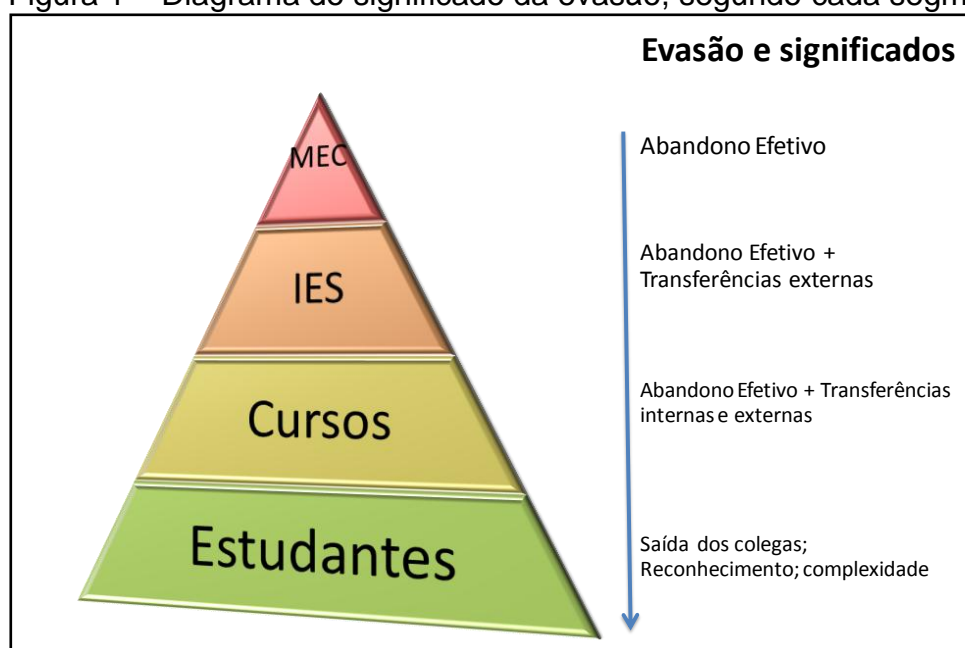 Figura 1 – Diagrama do significado da evasão, segundo cada
Evasão e significados
MEC
Abandono Efetivo
IES
Abandono Efetivo +
Transferências externas
Cursos
Abandono Efetivo + Transferências
internas e externas
Estudantes
Saída dos colegas;
Reconhecimento; complexidade